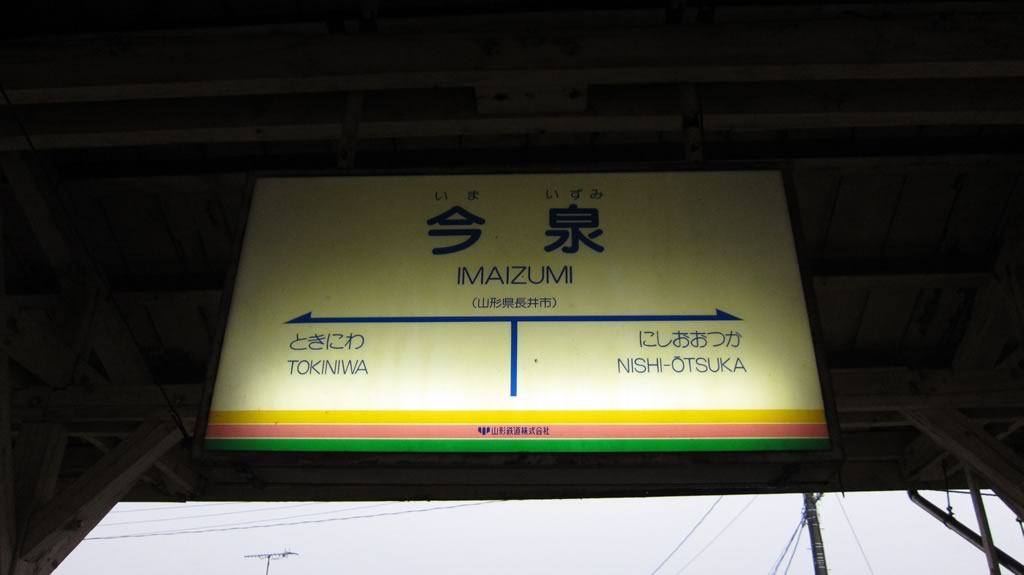 いま いずみ
今泉
IMAIZUMI
（山形県長井市）
ときにわ にしおおつか
TOKINIWA NISHI-ŌTSUKA
山形鉄道株式会社